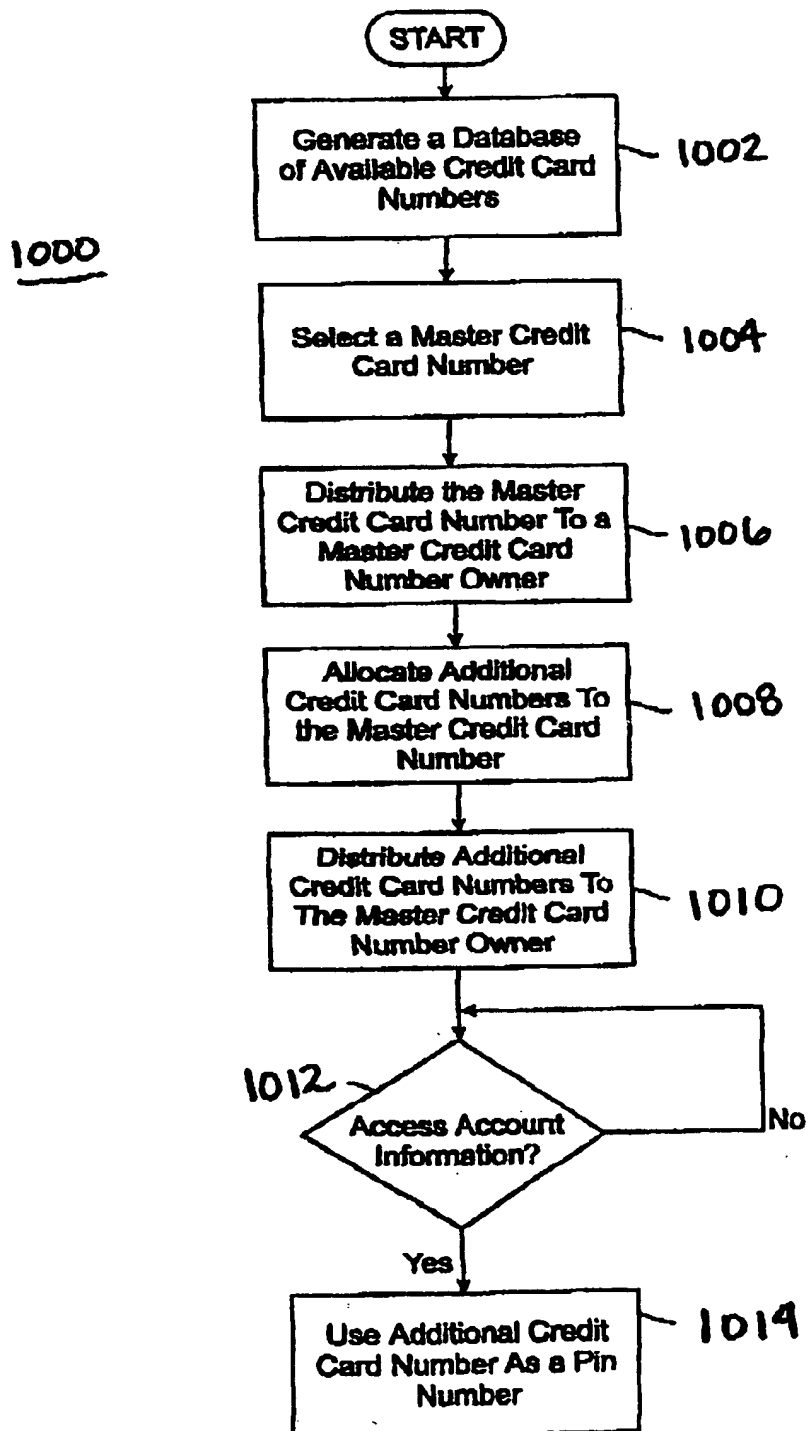 START
Generate a Database
of Available Credit Card
Numbers
1002
1000
Select a Master Credit
Card Number
1004
Distribute the Master
Credit Card Number To a
Master Credit Card
Number Owner
1006
Allocate Additional
Credit Card Numbers To
the Master Credit Card
Number
1008
Distribute Additional
Credit Card Numbers To
The Master Credit Card
Number Owner
1010
1012
Access Account
Information?
No
Yes
Use Additional Credit
Card Number As a Pin
Number
1014